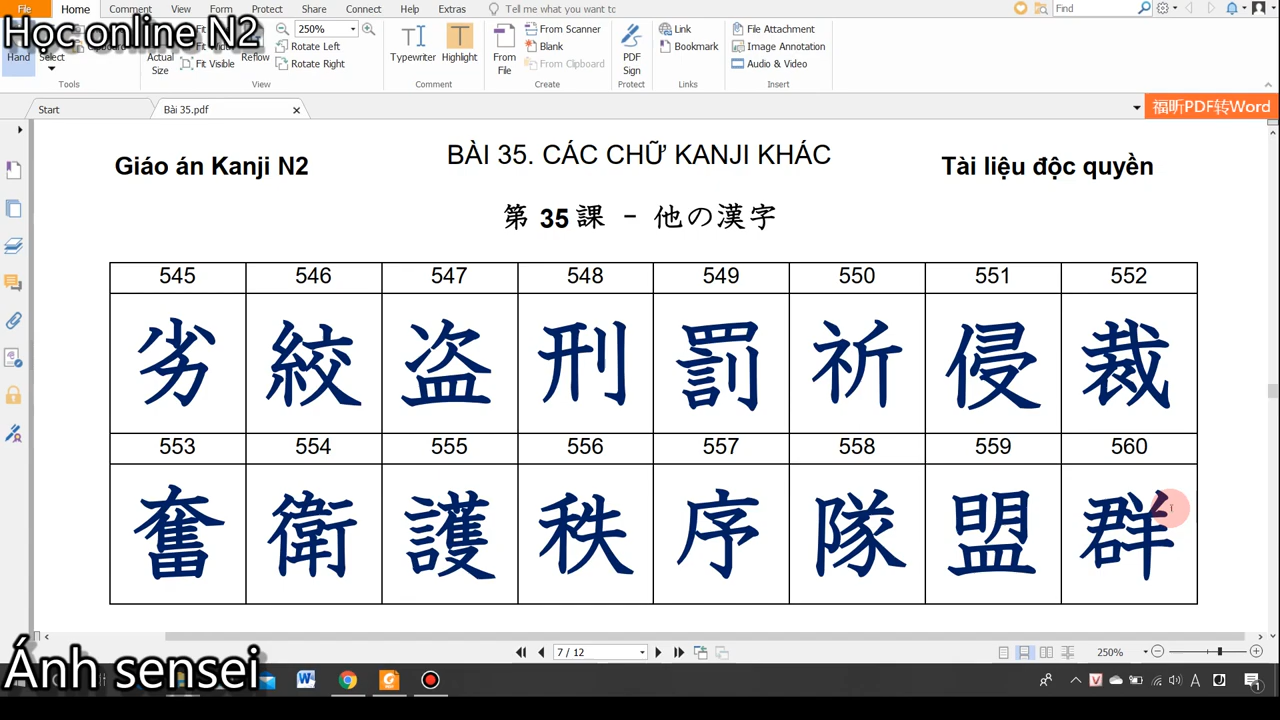 File Home Comment View Form Protect Share Connect Help Extras Tell me what you want to Find
Học online N2
250% From Scanner Link File Attachment
Rotate Left Blank Bookmark Image Annotation
Hand Select Actual Size Fit Visible Reflow Rotate Right Typewriter Highlight From File From Clipboard PDF Sign Audio & Video
Tools View Comment Create Protect Links Insert
Start Bài 35.pdf 福昕PDF转Word
Giáo án Kanji N2 BÀI 35. CÁC CHỮ KANJI KHÁC Tài liệu độc quyền
第 35 課 - 他の漢字
545 546 547 548 549 550 551 552
劣 絞 盗 刑 罰 祈 侵 裁
553 554 555 556 557 558 559 560
奮 衛 護 秩 序 隊 盟 群
7 / 12 250%
Ánh sensei